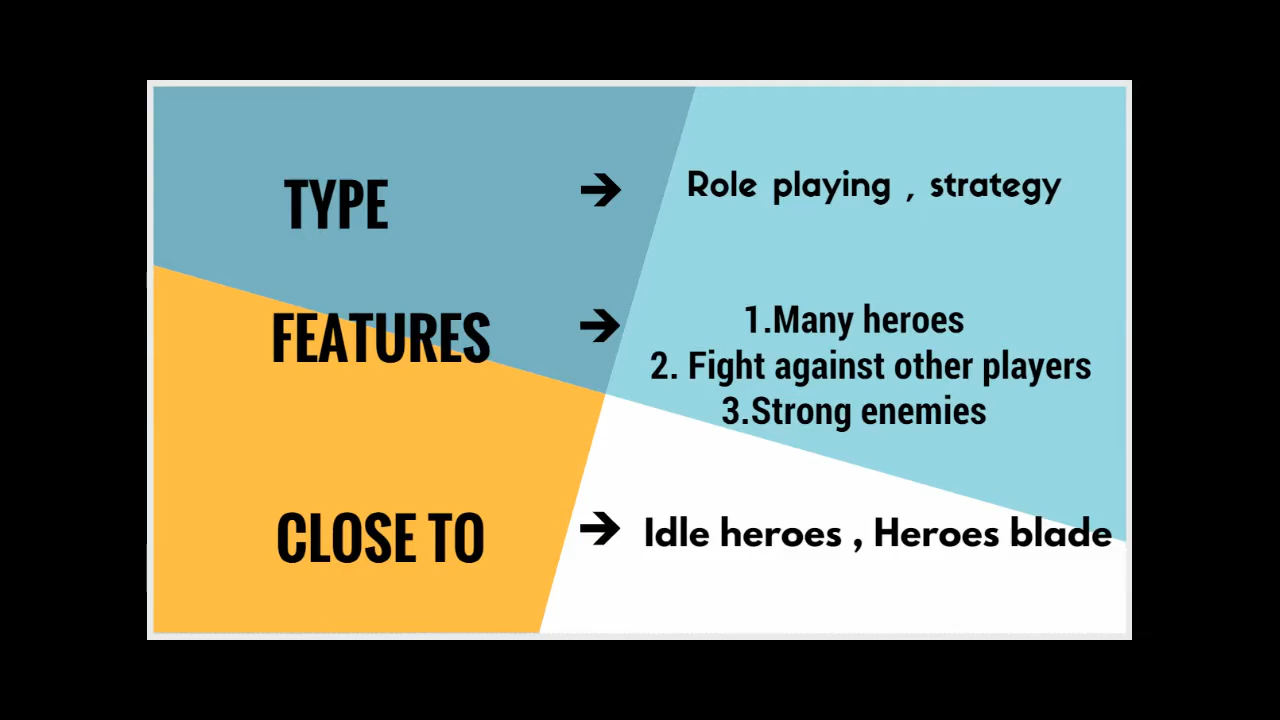 TYPE → Role playing , strategy
FEATURES → 1.Many heroes
2. Fight against other players
3.Strong enemies
CLOSE TO → Idle heroes , Heroes blade